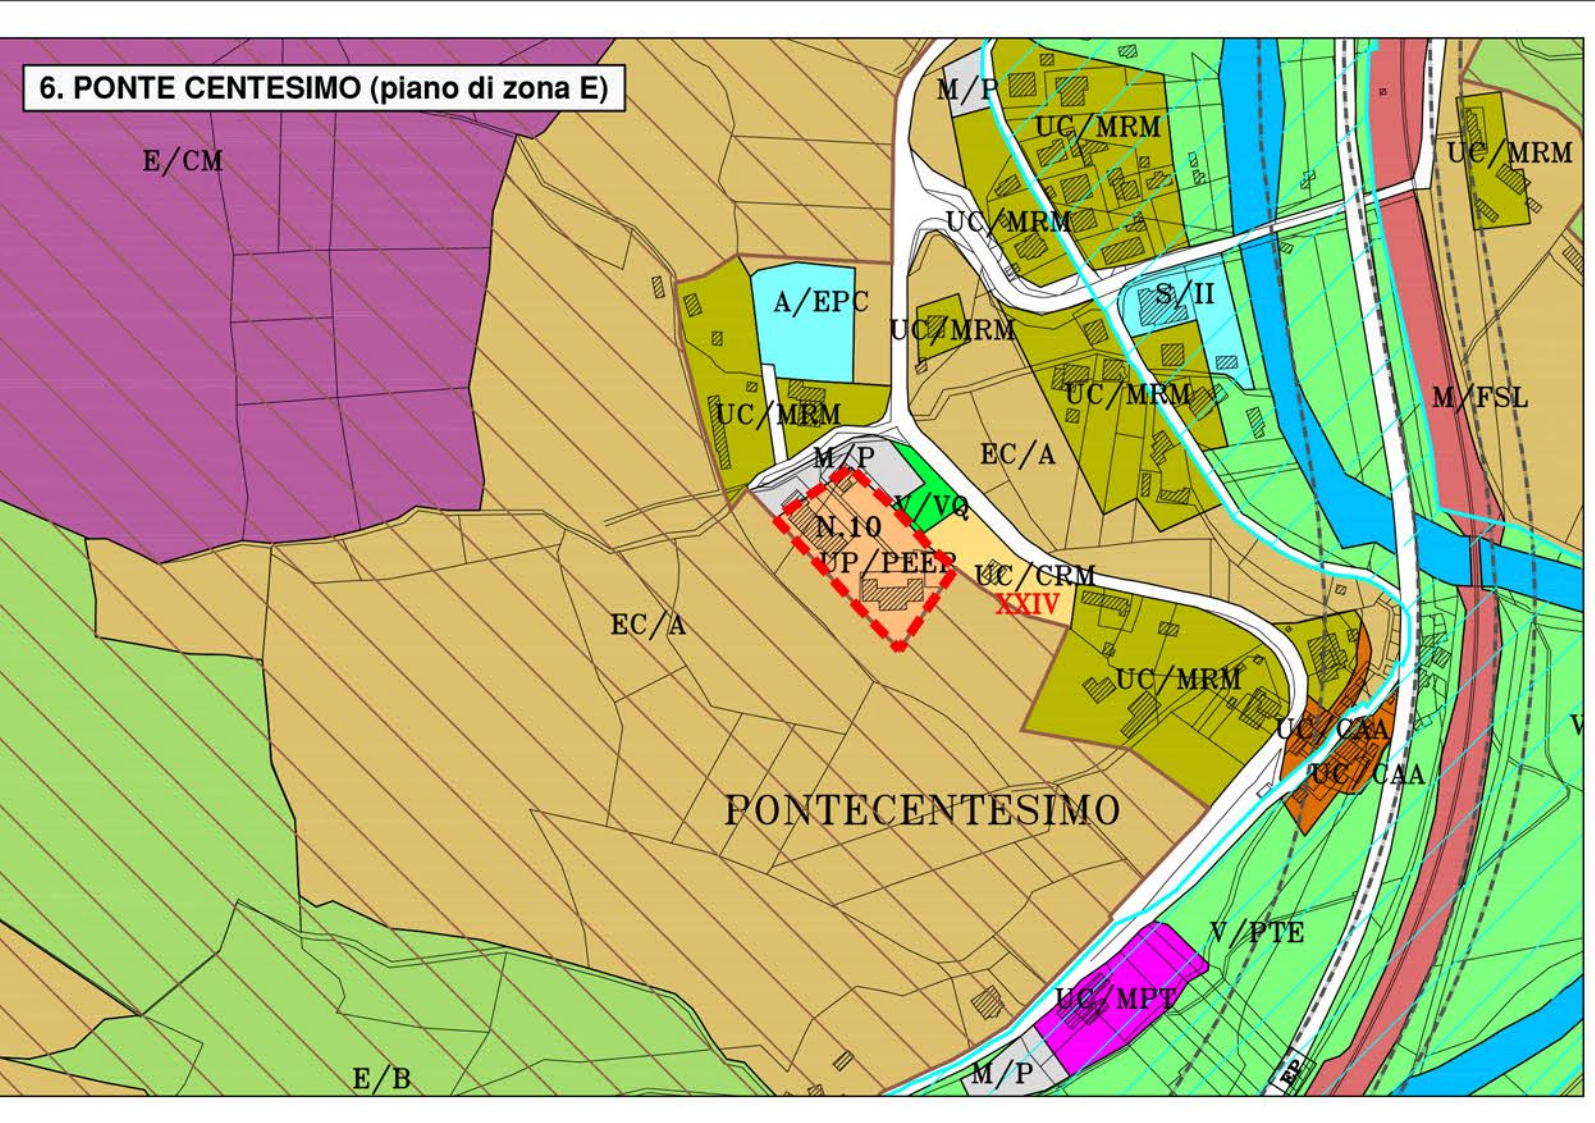 6. PONTE CENTESIMO (piano di zona E)
M/P
UC/MRM
E/CM
UC/MRM
UC/MRM
A/EPC
S/II
UC/MRM
UC/MRM
M/FSL
UC/MRM
M/P
EC/A
V/VQ
N.10
UP/PEEP
UC/CRM
XXIV
EC/A
UC/MRM
UC/CAA
V
UC/CAA
PONTECENTESIMO
V/PTE
UC/MPT
M/P
EP
E/B